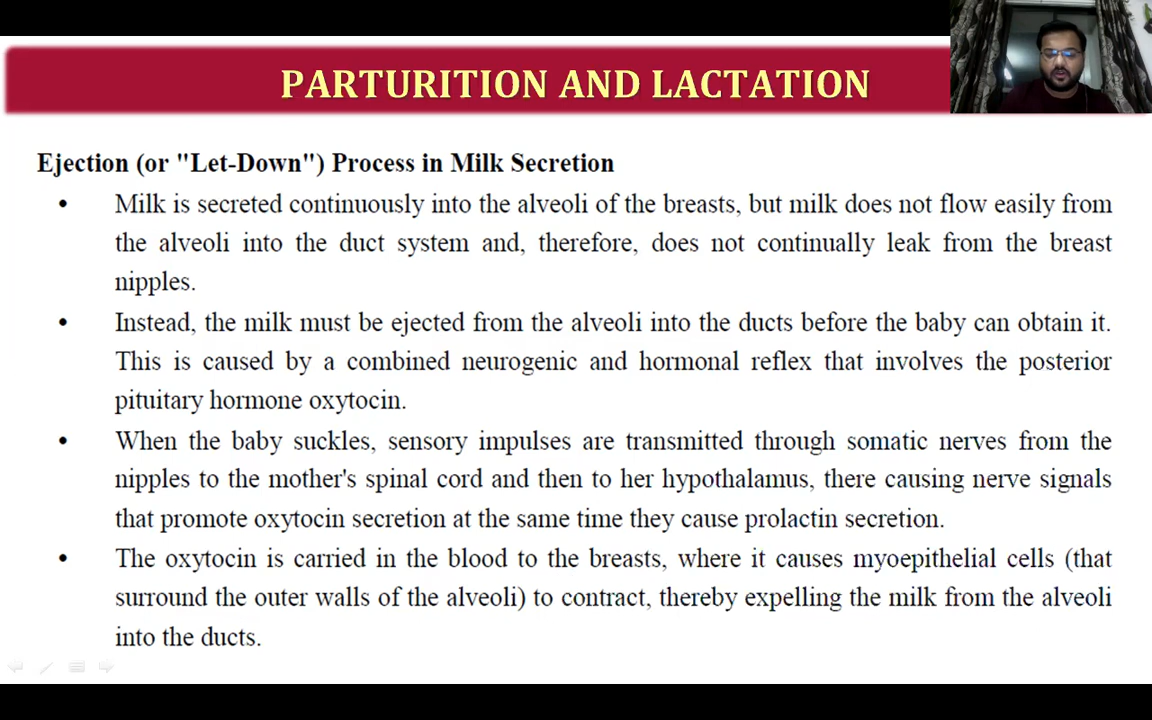 PARTURITION AND LACTATION
Ejection (or "Let-Down") Process in Milk Secretion
• Milk is secreted continuously into the alveoli of the breasts, but milk does not flow easily from
the alveoli into the duct system and, therefore, does not continually leak from the breast
nipples.
• Instead, the milk must be ejected from the alveoli into the ducts before the baby can obtain it.
This is caused by a combined neurogenic and hormonal reflex that involves the posterior
pituitary hormone oxytocin.
• When the baby suckles, sensory impulses are transmitted through somatic nerves from the
nipples to the mother's spinal cord and then to her hypothalamus, there causing nerve signals
that promote oxytocin secretion at the same time they cause prolactin secretion.
• The oxytocin is carried in the blood to the breasts, where it causes myoepithelial cells (that
surround the outer walls of the alveoli) to contract, thereby expelling the milk from the alveoli
into the ducts.